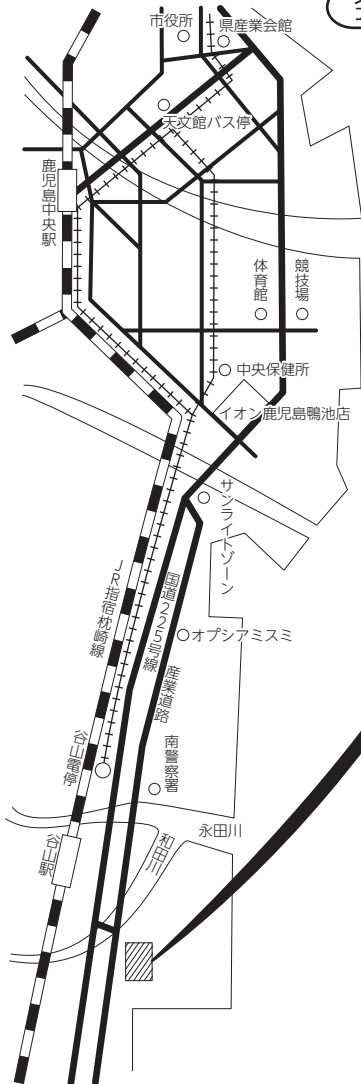 市役所
県産業会館
天文館バス停
鹿児島中央駅
体育館
競技場
中央保健所
イオン鹿児島鴨池店
サンライトゾーン
JR指宿枕崎線
国道225号線
オプシアミスミ
産業道路
谷山電停
南警察署
谷山駅
和田川
永田川